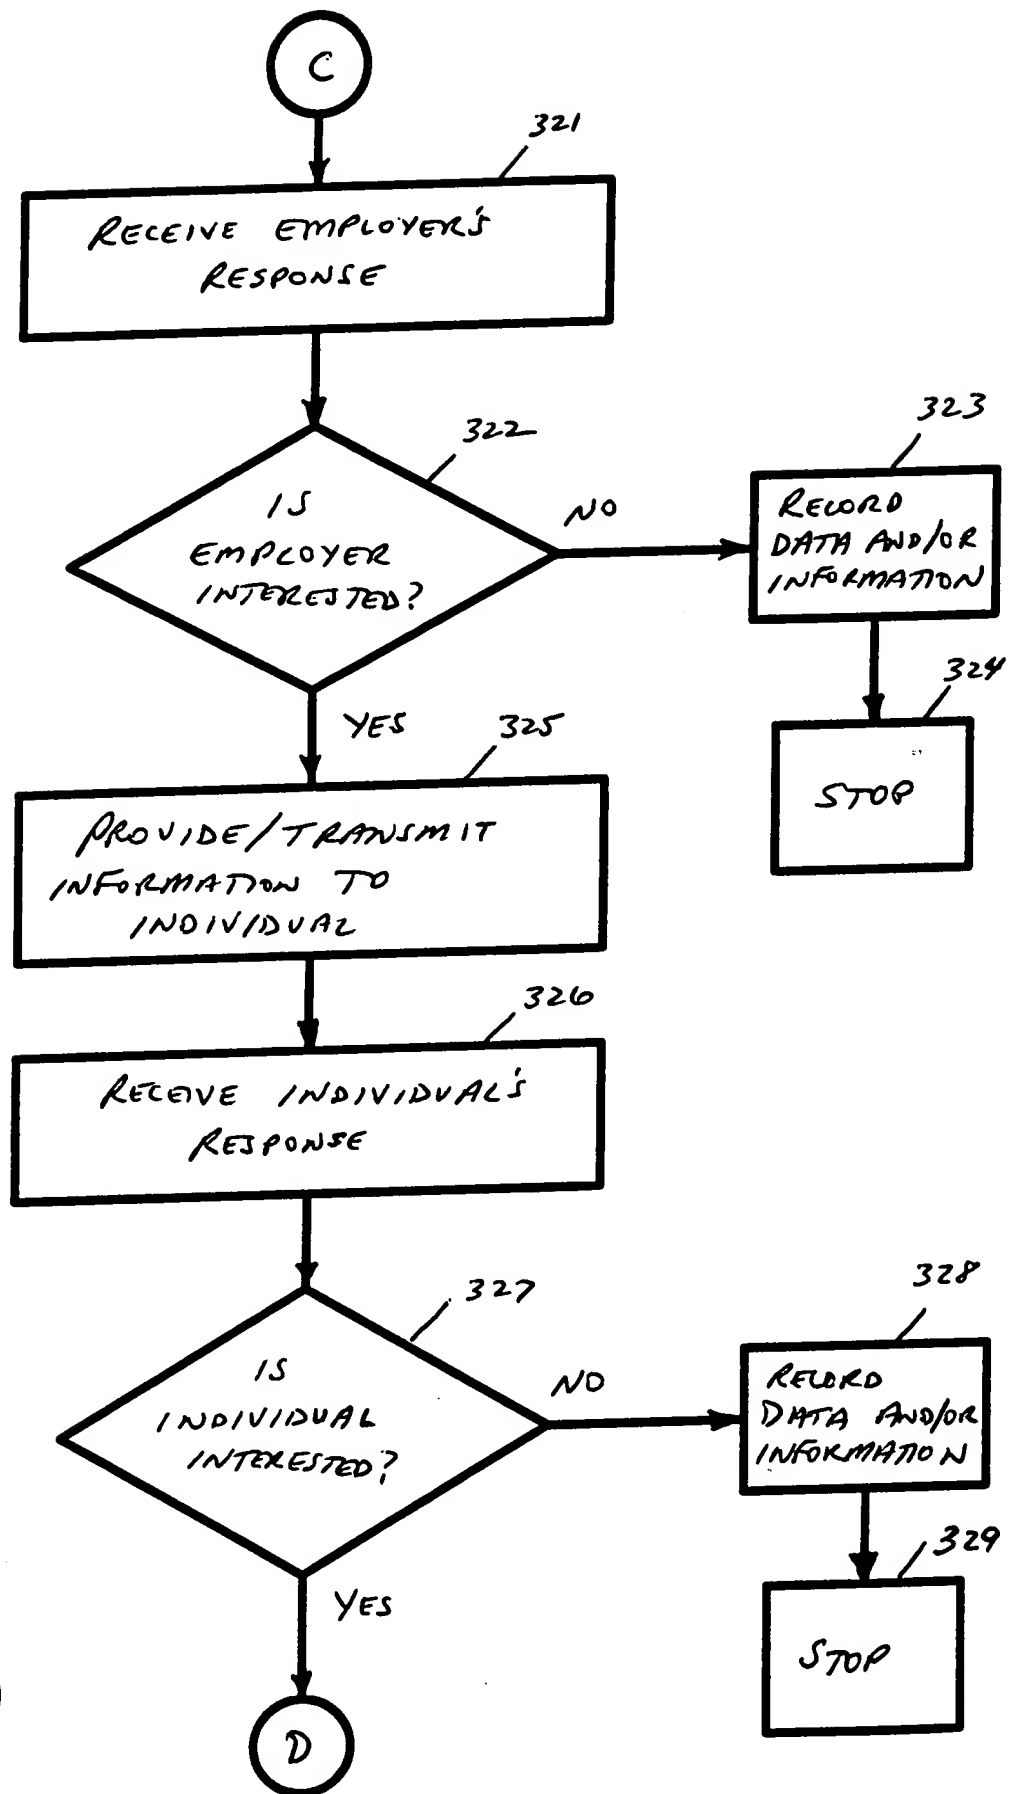 C
321
RECEIVE EMPLOYER'S
RESPONSE
322
IS
EMPLOYER
INTERESTED?
NO
323
RECORD
DATA AND/OR
INFORMATION
324
STOP
YES
325
PROVIDE/TRANSMIT
INFORMATION TO
INDIVIDUAL
326
RECEIVE INDIVIDUAL'S
RESPONSE
327
IS
INDIVIDUAL
INTERESTED?
NO
328
RECORD
DATA AND/OR
INFORMATION
329
STOP
YES
D